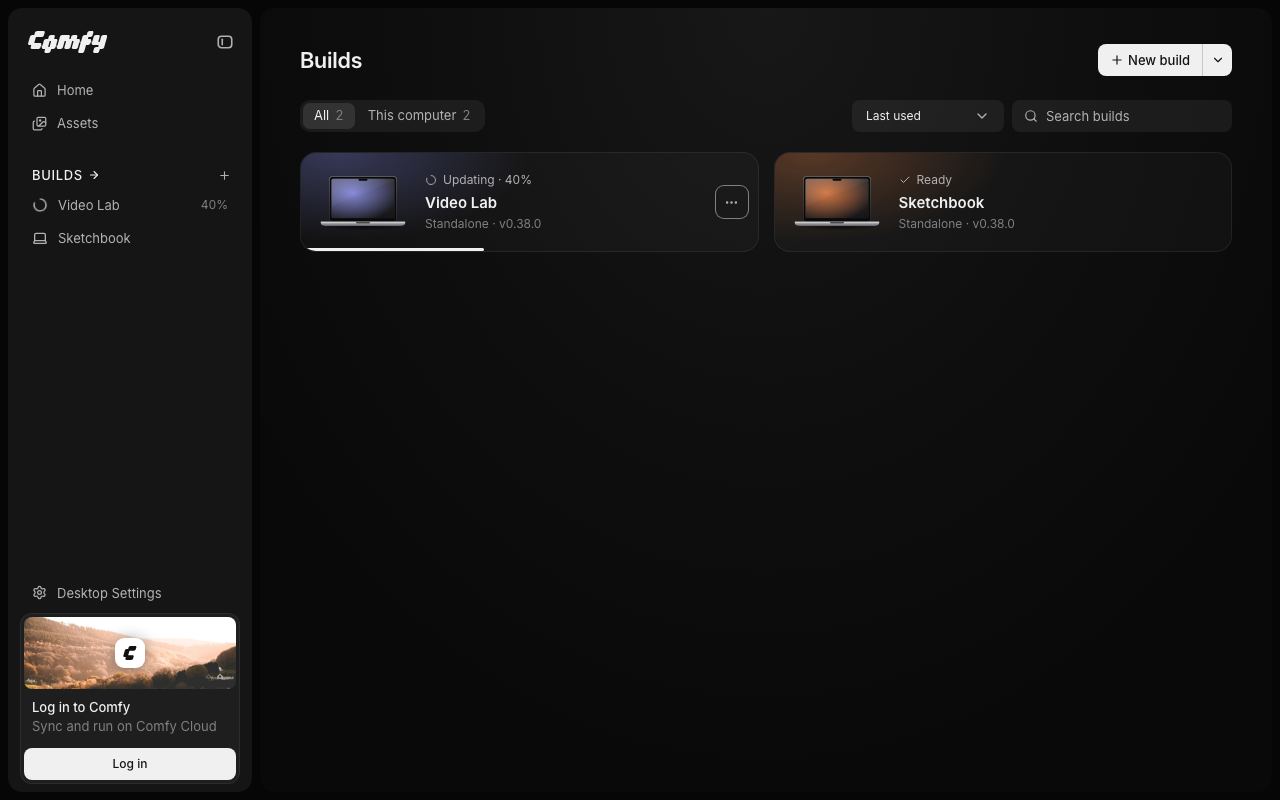 Comfy
Home
Assets
BUILDS
Video Lab 40%
Sketchbook
Desktop Settings
Log in to Comfy
Sync and run on Comfy Cloud
Log in
Builds
New build
All 2 This computer 2
Last used
Search builds
Updating · 40%
Video Lab
Standalone · v0.38.0
Ready
Sketchbook
Standalone · v0.38.0